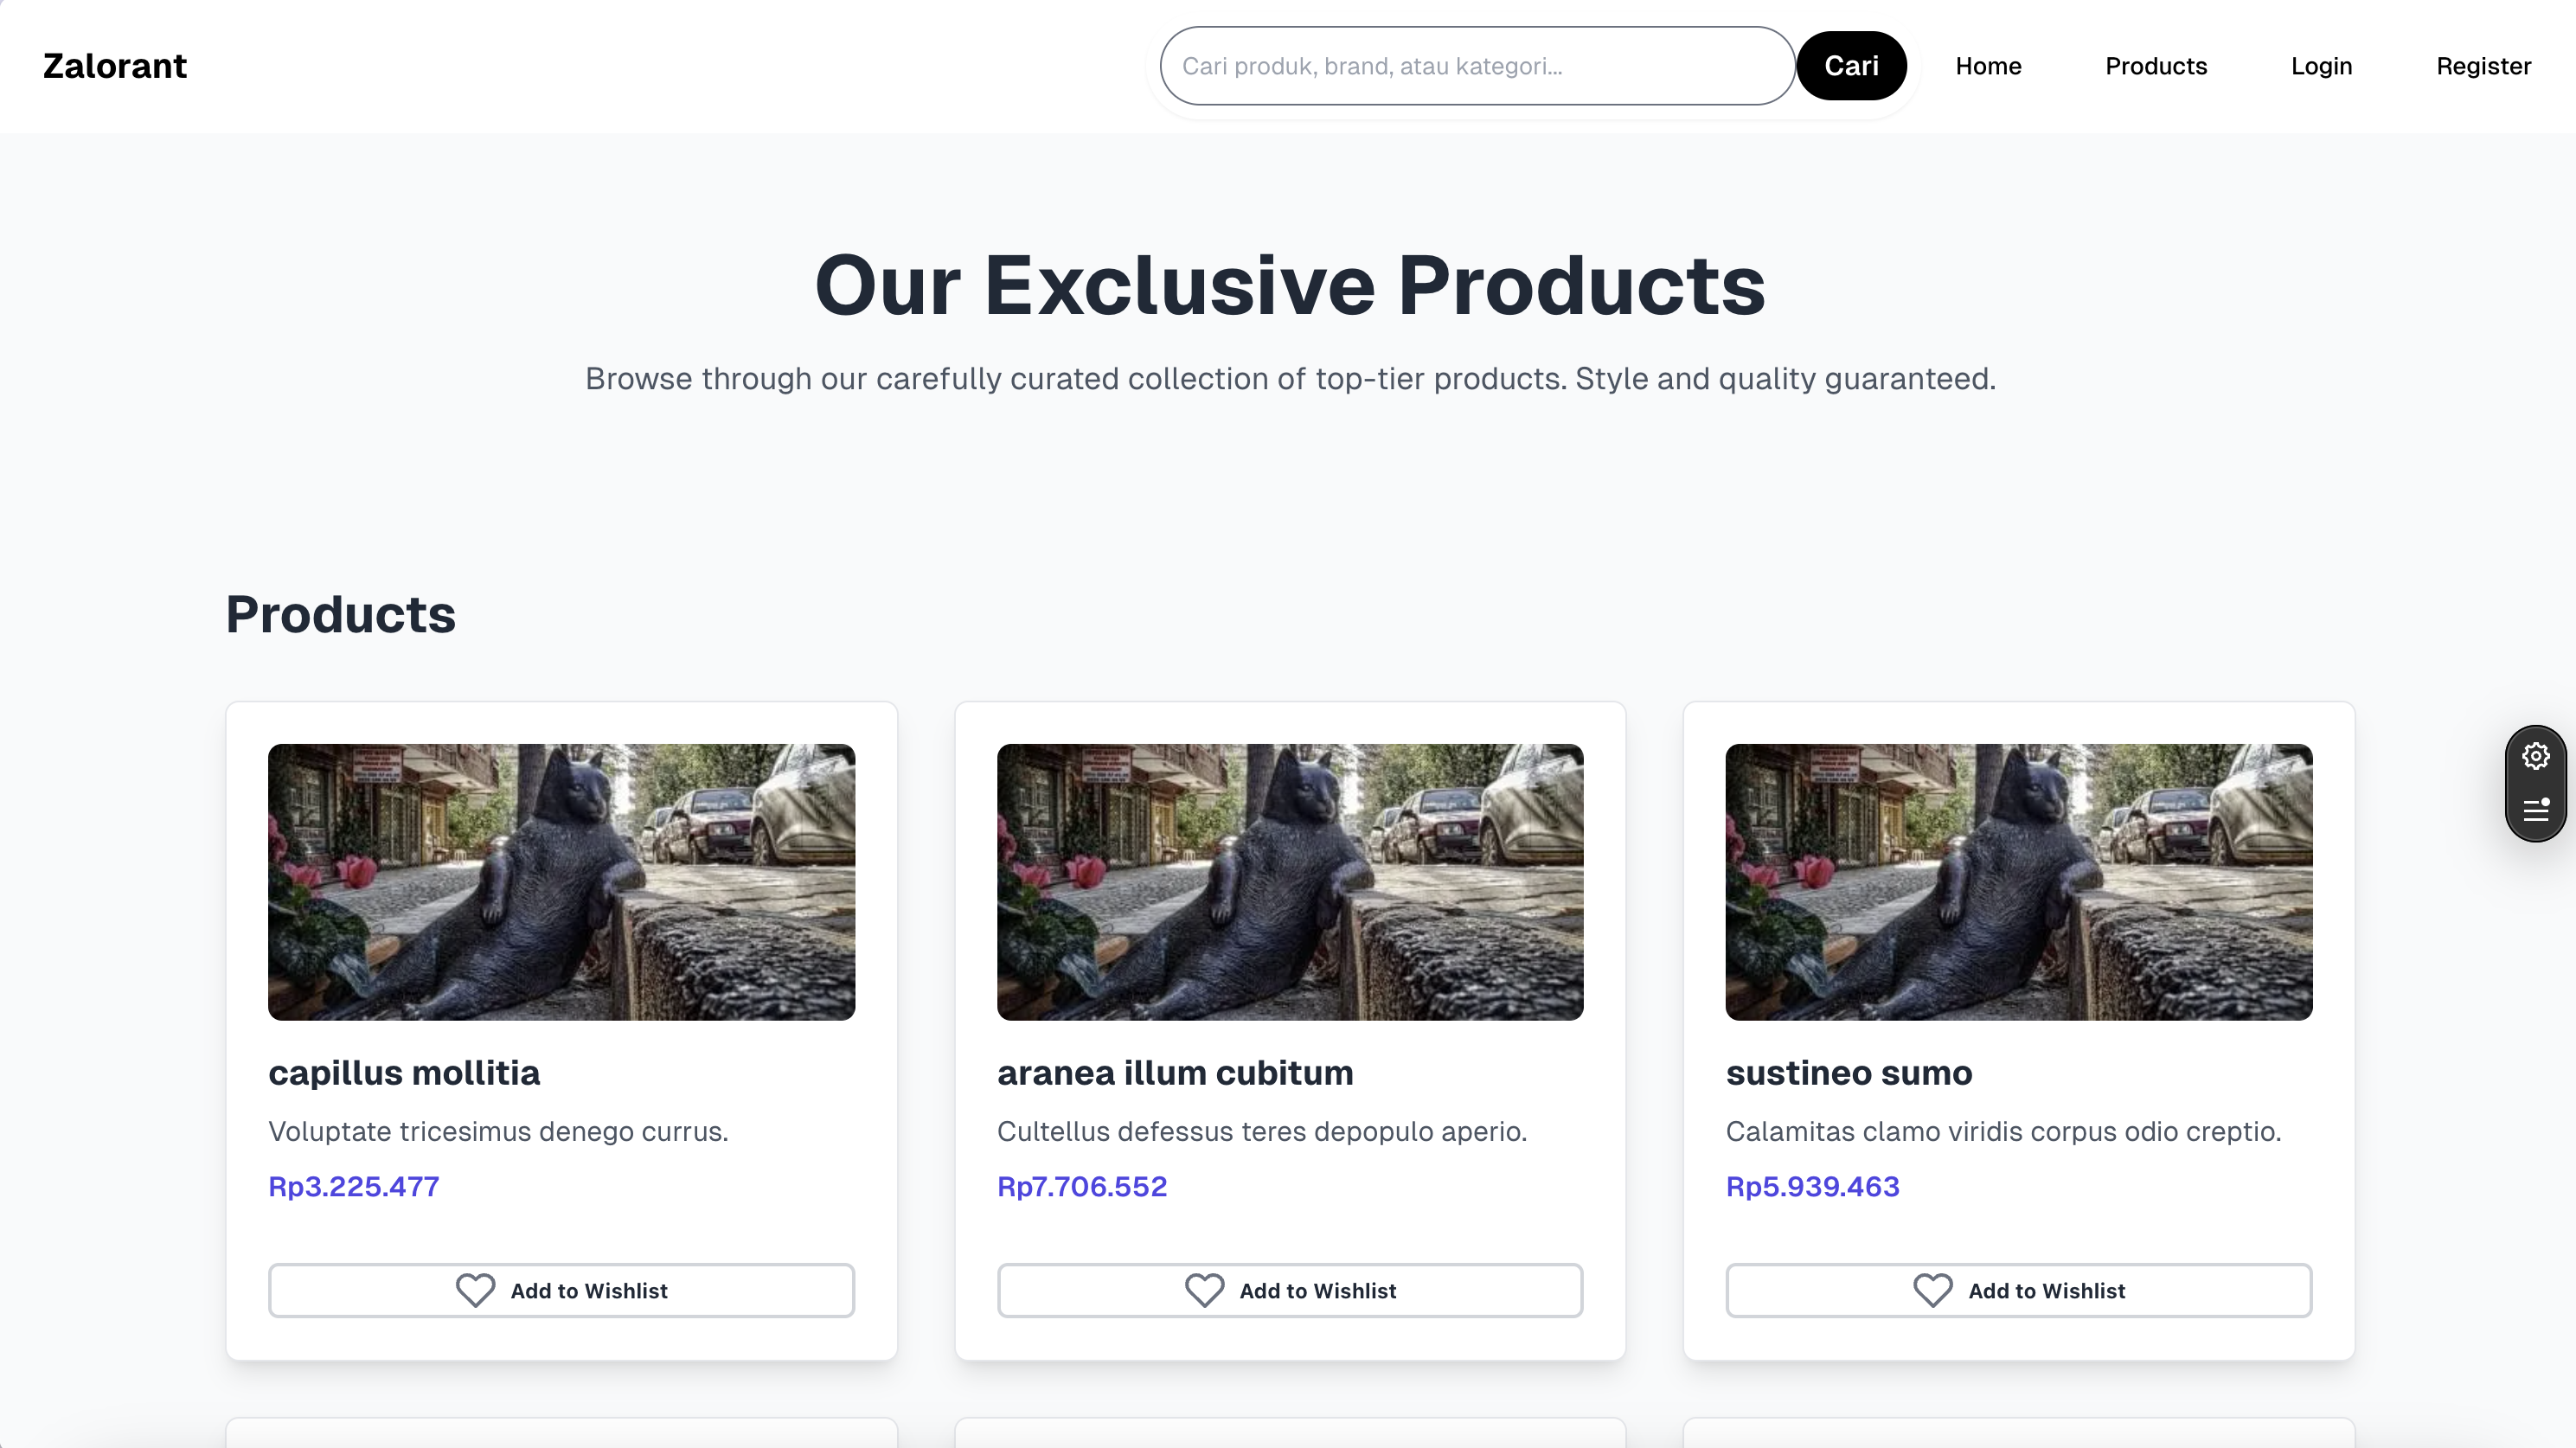 Zalorant
Cari produk, brand, atau kategori...
Cari
Home
Products
Login
Register
Our Exclusive Products
Browse through our carefully curated collection of top-tier products. Style and quality guaranteed.
Products
capillus mollitia
Voluptate tricesimus denego currus.
Rp3.225.477
Add to Wishlist
aranea illum cubitum
Cultellus defessus teres depopulo aperio.
Rp7.706.552
Add to Wishlist
sustineo sumo
Calamitas clamo viridis corpus odio creptio.
Rp5.939.463
Add to Wishlist